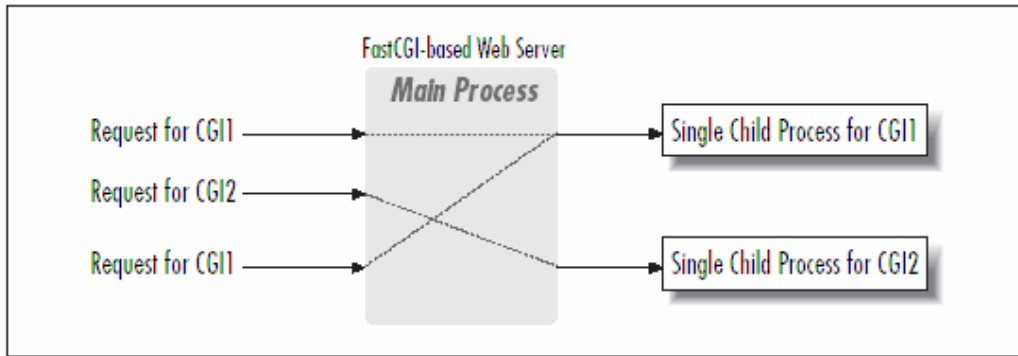 FastCGI-based Web Server
Main Process
Request for CGI1
Single Child Process for CGI1
Request for CGI2
Request for CGI1
Single Child Process for CGI2